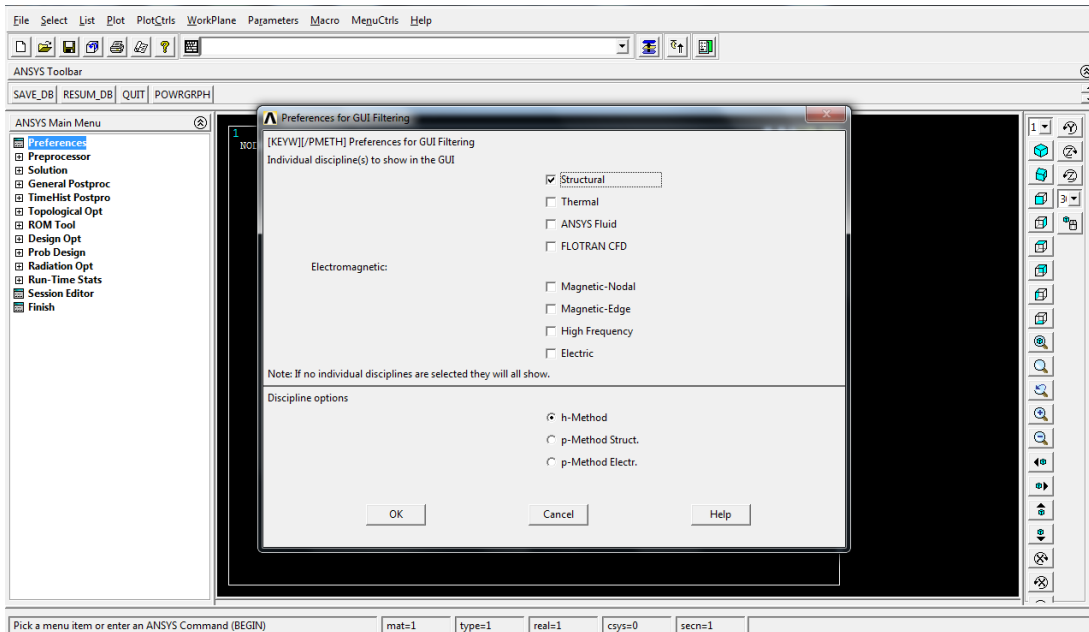 File Select List Plot PlotCtrls WorkPlane Parameters Macro MenuCtrls Help
ANSYS Toolbar
SAVE_DB RESUM_DB QUIT POWRGRPH
ANSYS Main Menu
Preferences
Preprocessor
Solution
General Postproc
TimeHist Postpro
Topological Opt
ROM Tool
Design Opt
Prob Design
Radiation Opt
Run-Time Stats
Session Editor
Finish
1
Preferences for GUI Filtering
[KEYW][/PMETH] Preferences for GUI Filtering
Individual discipline(s) to show in the GUI
Structural
Thermal
ANSYS Fluid
FLOTRAN CFD
Electromagnetic:
Magnetic-Nodal
Magnetic-Edge
High Frequency
Electric
Note: If no individual disciplines are selected they will all show.
Discipline options
h-Method
p-Method Struct.
p-Method Electr.
OK Cancel Help
1
Pick a menu item or enter an ANSYS Command (BEGIN) mat=1 type=1 real=1 csys=0 secn=1